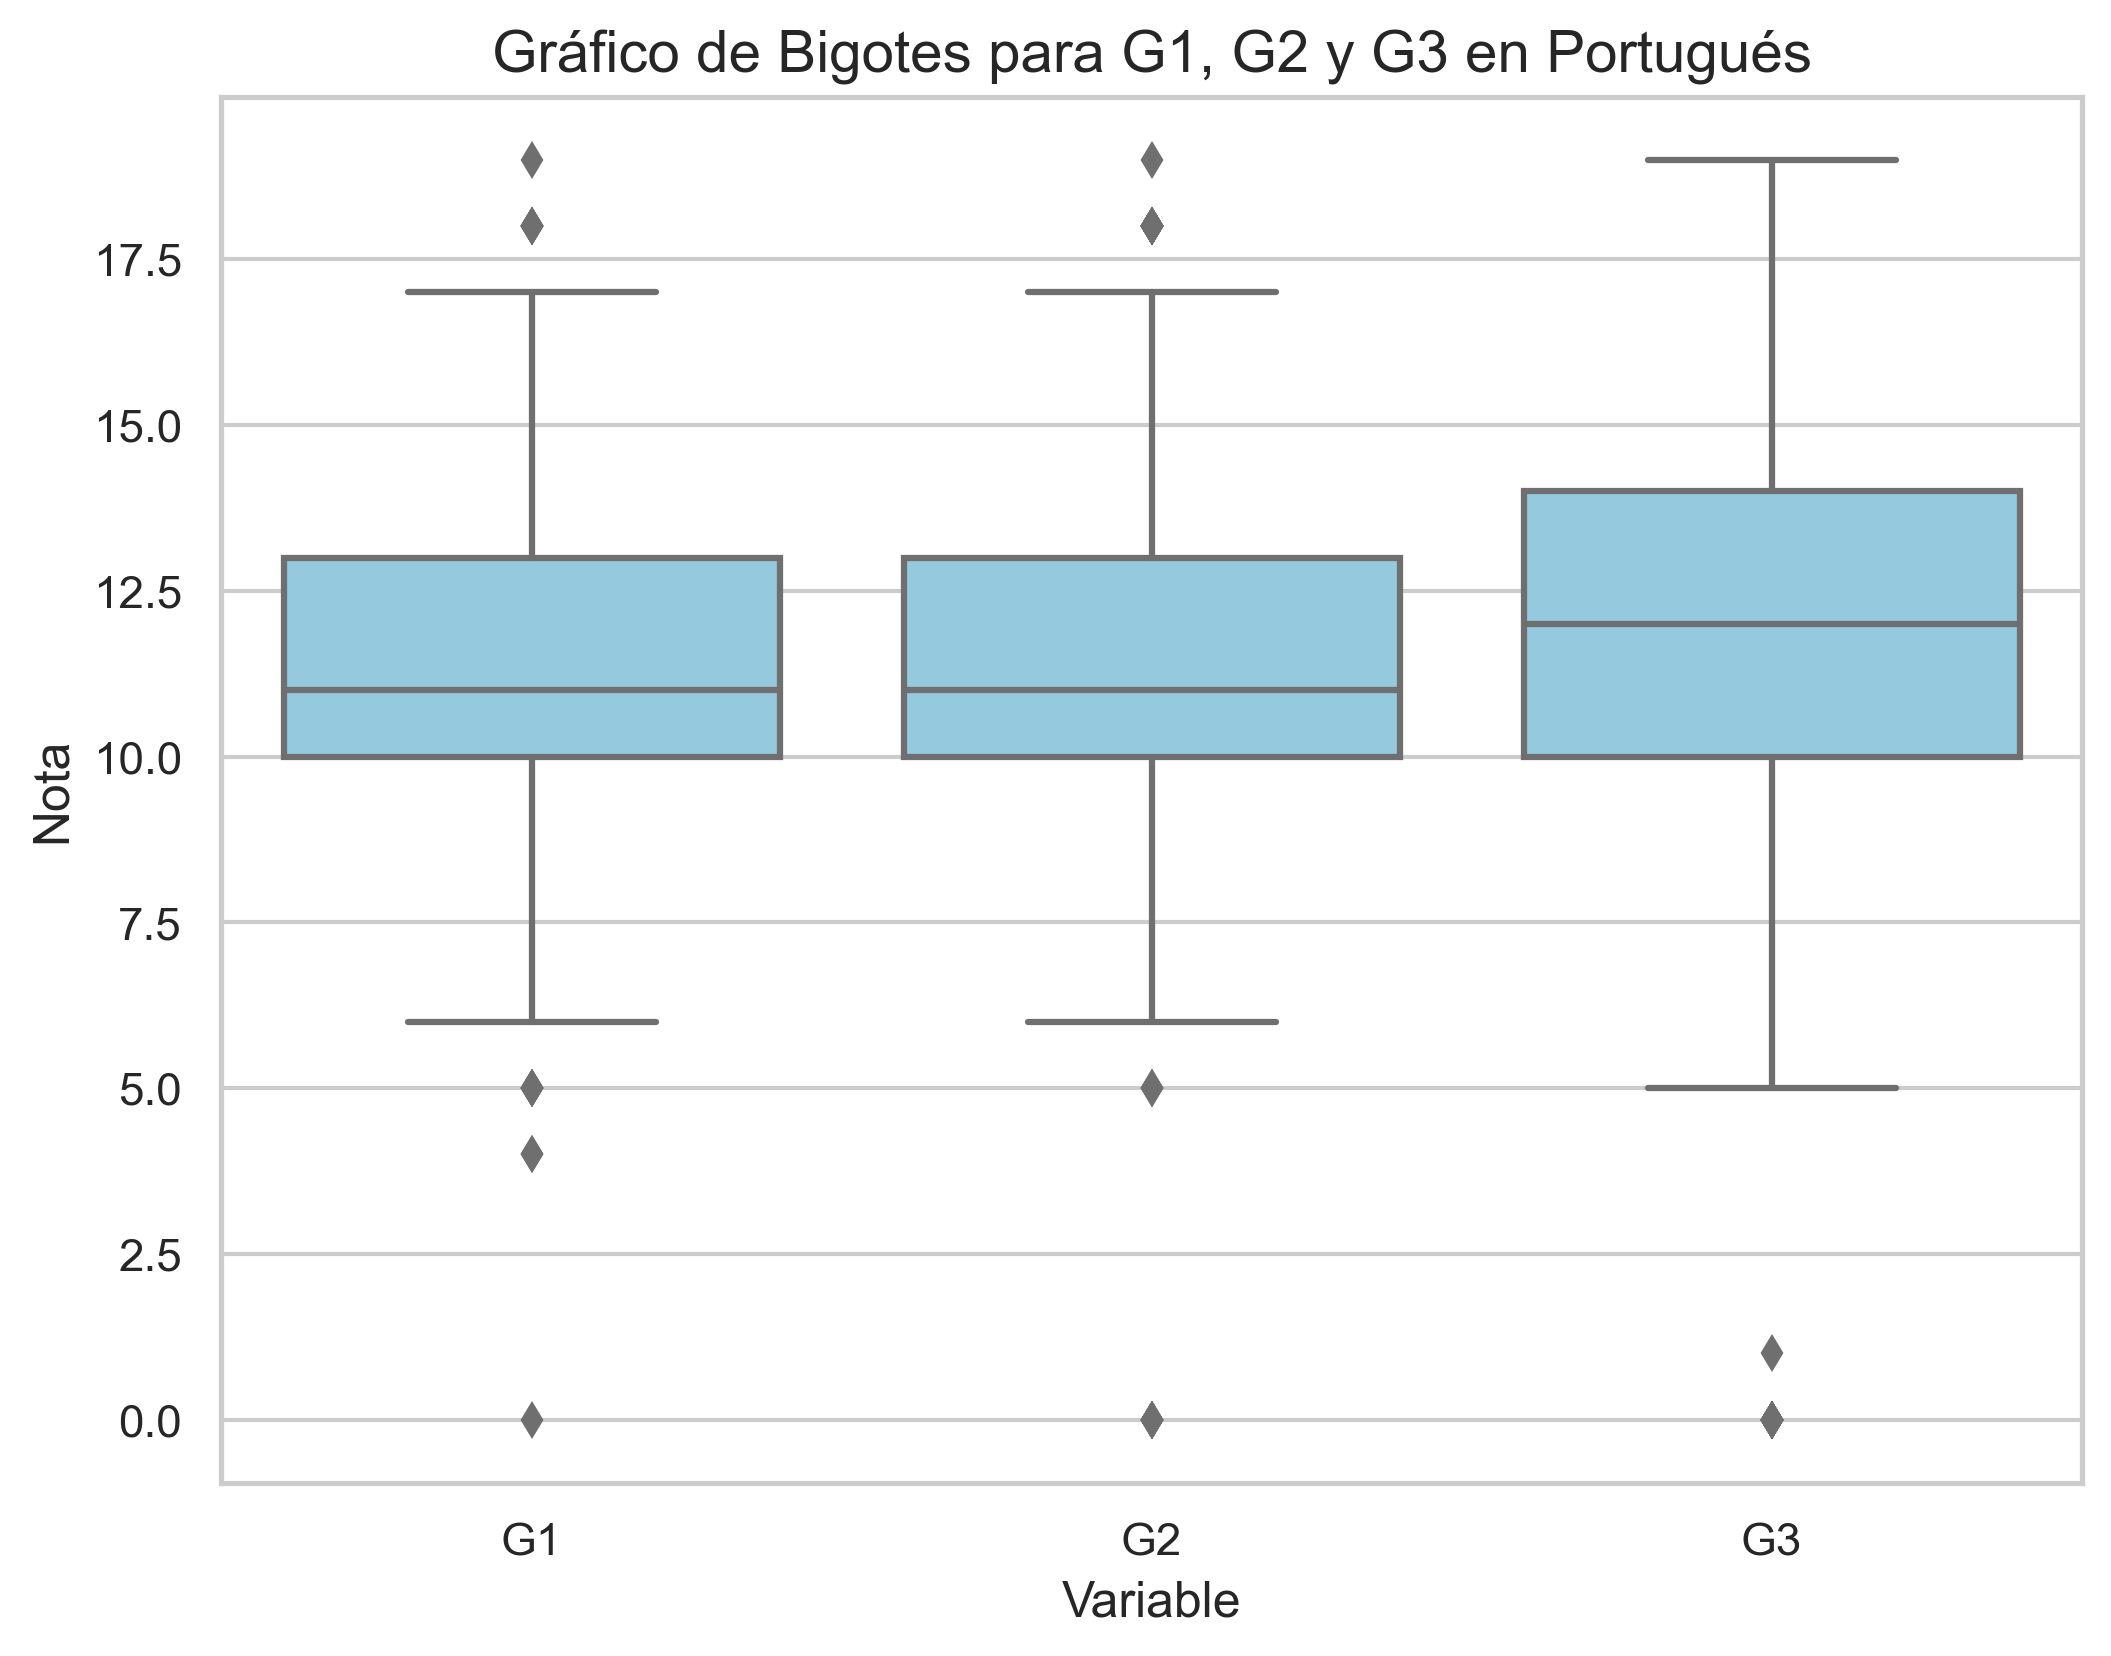 Gráfico de Bigotes para G1, G2 y G3 en Portugués
Nota
17.5
15.0
12.5
10.0
7.5
5.0
2.5
0.0
G1
G2
G3
Variable